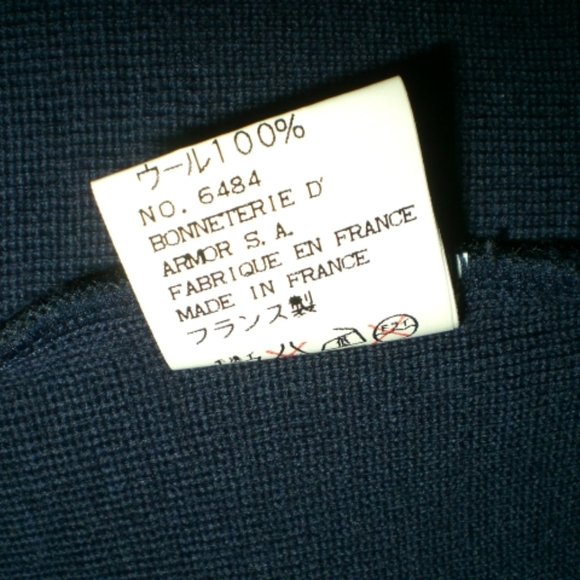 ウール100%
NO. 6484
BONNETERIE D'
ARMOR S. A.
FABRIQUE EN FRANCE
MADE IN FRANCE
フランス製